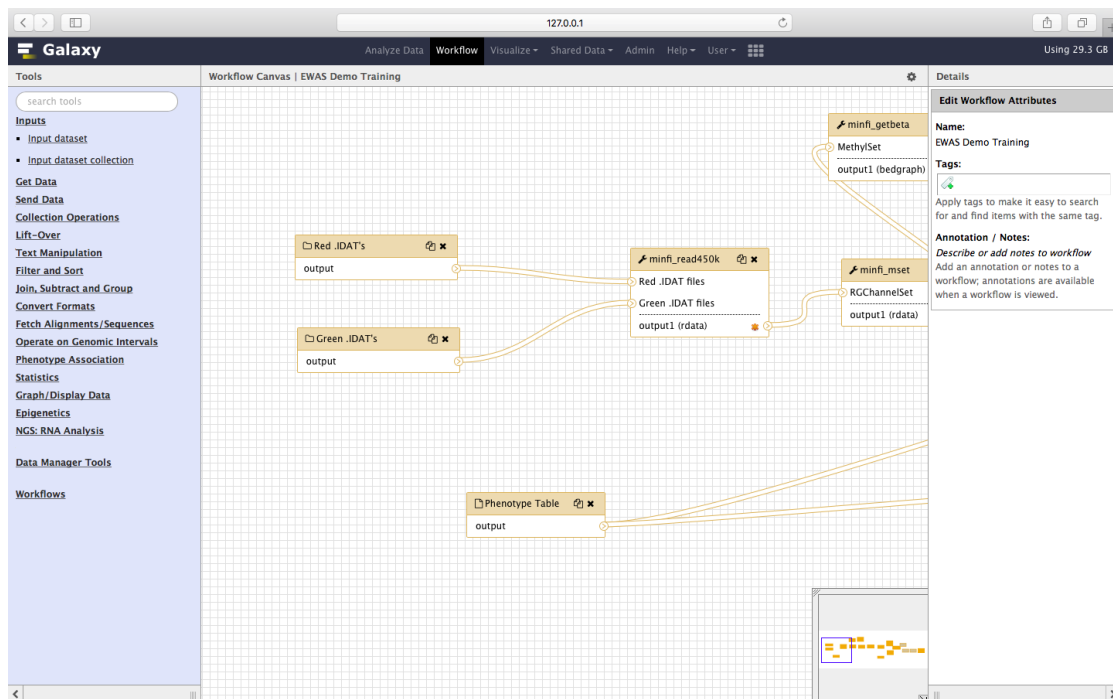 127.0.0.1
Galaxy
Analyze Data Workflow Visualize Shared Data Admin Help User
Using 29.3 GB
Tools
search tools
Inputs
Input dataset
Input dataset collection
Get Data
Send Data
Collection Operations
Lift-Over
Text Manipulation
Filter and Sort
Join, Subtract and Group
Convert Formats
Fetch Alignments/Sequences
Operate on Genomic Intervals
Phenotype Association
Statistics
Graph/Display Data
Epigenetics
NGS: RNA Analysis
Data Manager Tools
Workflows
Workflow Canvas | EWAS Demo Training
Red .IDAT's
output
Green .IDAT's
output
Phenotype Table
output
minfi_read450k
Red .IDAT files
Green .IDAT files
output1 (rdata)
minfi_getbeta
MethylSet
output1 (bedgraph)
minfi_mset
RGChannelSet
output1 (rdata)
Details
Edit Workflow Attributes
Name:
EWAS Demo Training
Tags:
Apply tags to make it easy to search
for and find items with the same tag.
Annotation / Notes:
Describe or add notes to workflow
Add an annotation or notes to a
workflow; annotations are available
when a workflow is viewed.